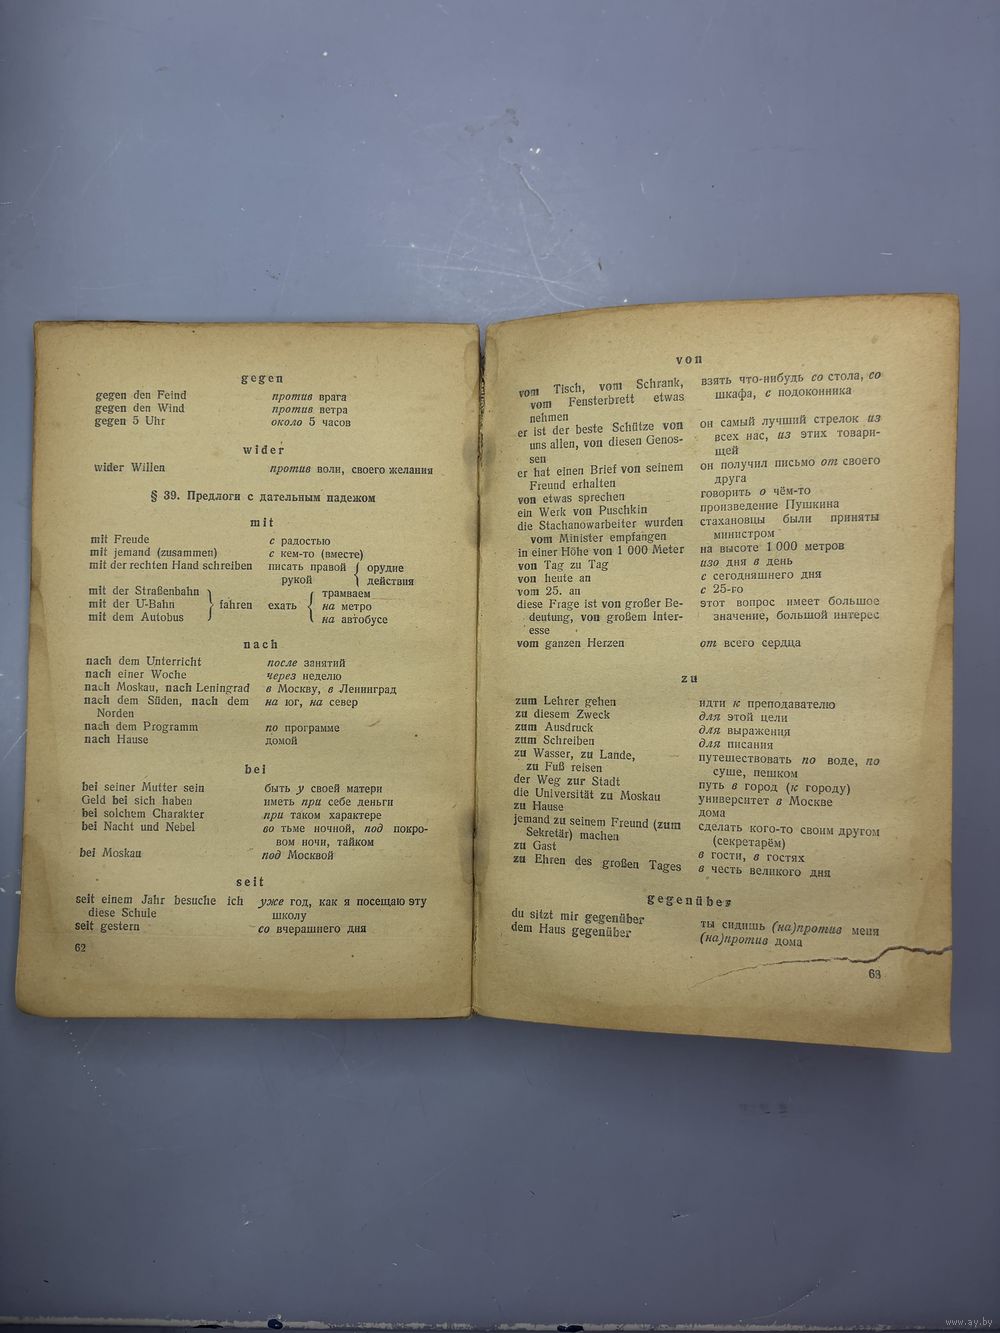 gegen
gegen den Feind против врага
gegen den Wind против ветра
gegen 5 Uhr около 5 часов
wider
wider Willen против воли, своего желания
§ 39. Предлоги с дательным падежом
mit
mit Freude с радостью
mit jemand (zusammen) с кем-то (вместе)
mit der rechten Hand schreiben писать правой { орудие
рукой { действия
mit der Straßenbahn } { трамваем
mit der U-Bahn } fahren ехать { на метро
mit dem Autobus } { на автобусе
nach
nach dem Unterricht после занятий
nach einer Woche через неделю
nach Moskau, nach Leningrad в Москву, в Ленинград
nach dem Süden, nach dem на юг, на север
Norden
nach dem Programm по программе
nach Hause домой
bei
bei seiner Mutter sein быть у своей матери
Geld bei sich haben иметь при себе деньги
bei solchem Charakter при таком характере
bei Nacht und Nebel во тьме ночной, под покро-
вом ночи, тайком
bei Moskau под Москвой
seit
seit einem Jahr besuche ich уже год, как я посещаю эту
diese Schule школу
seit gestern со вчерашнего дня
62
von
vom Tisch, vom Schrank, взять что-нибудь со стола, со
vom Fensterbrett etwas шкафа, с подоконника
nehmen
er ist der beste Schütze von он самый лучший стрелок из
uns allen, von diesen Genos- всех нас, из этих товари-
sen щей
er hat einen Brief von seinem он получил письмо от своего
Freund erhalten друга
von etwas sprechen говорить о чём-то
ein Werk von Puschkin произведение Пушкина
die Stachanowarbeiter wurden стахановцы были приняты
vom Minister empfangen министром
in einer Höhe von 1 000 Meter на высоте 1 000 метров
von Tag zu Tag изо дня в день
von heute an с сегодняшнего дня
vom 25. an с 25-го
diese Frage ist von großer Be- этот вопрос имеет большое
deutung, von großem Inter- значение, большой интерес
esse
vom ganzen Herzen от всего сердца
zu
zum Lehrer gehen идти к преподавателю
zu diesem Zweck для этой цели
zum Ausdruck для выражения
zum Schreiben для писания
zu Wasser, zu Lande, путешествовать по воде, по
zu Fuß reisen суше, пешком
der Weg zur Stadt путь в город (к городу)
die Universität zu Moskau университет в Москве
zu Hause дома
jemand zu seinem Freund (zum сделать кого-то своим другом
Sekretär) machen (секретарём)
zu Gast в гости, в гостях
zu Ehren des großen Tages в честь великого дня
gegenüber
du sitzt mir gegenüber ты сидишь (на)против меня
dem Haus gegenüber (на)против дома
63
www.ay.by